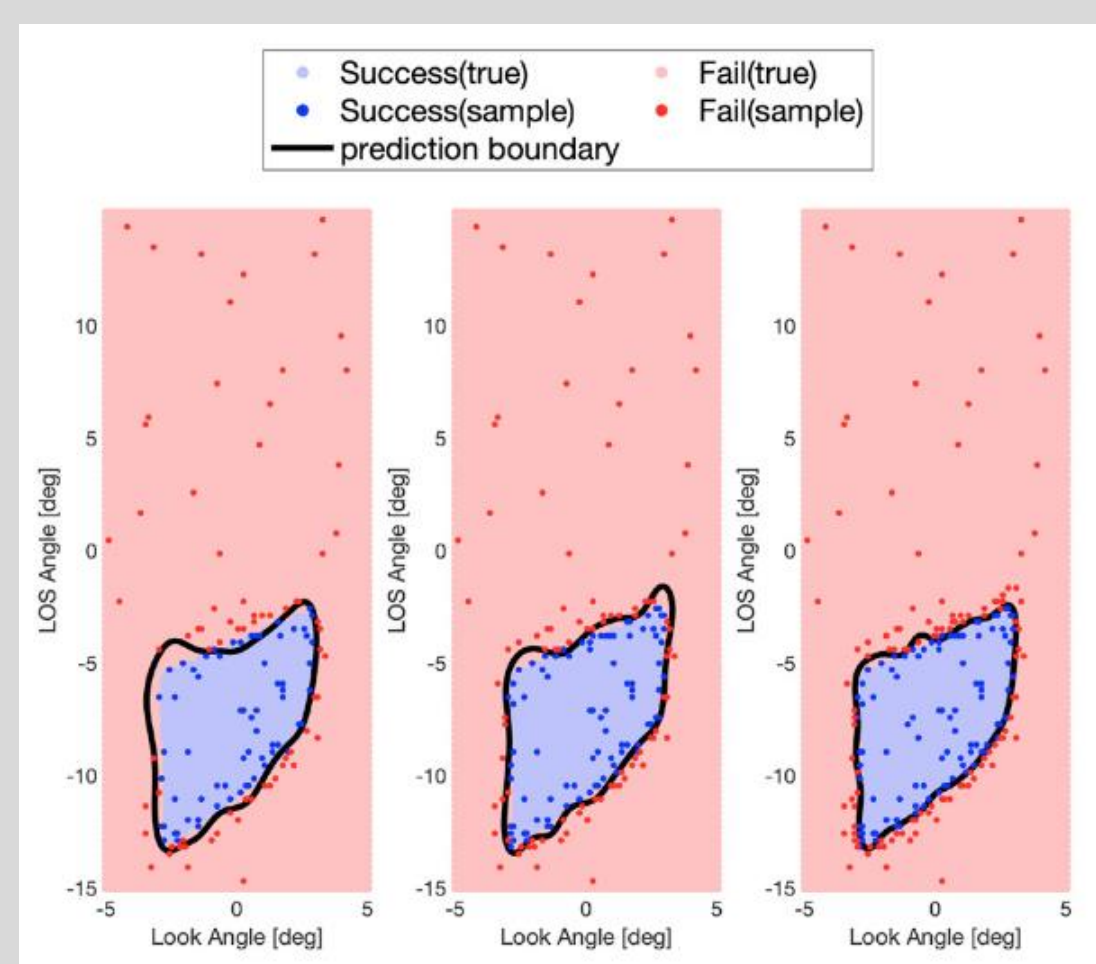 Success(true)
Fail(true)
Success(sample)
Fail(sample)
prediction boundary
10
5
0
-5
-10
-15
-5
0
5
LOS Angle [deg]
Look Angle [deg]
10
5
0
-5
-10
-15
-5
0
5
LOS Angle [deg]
Look Angle [deg]
10
5
0
-5
-10
-15
-5
0
5
LOS Angle [deg]
Look Angle [deg]